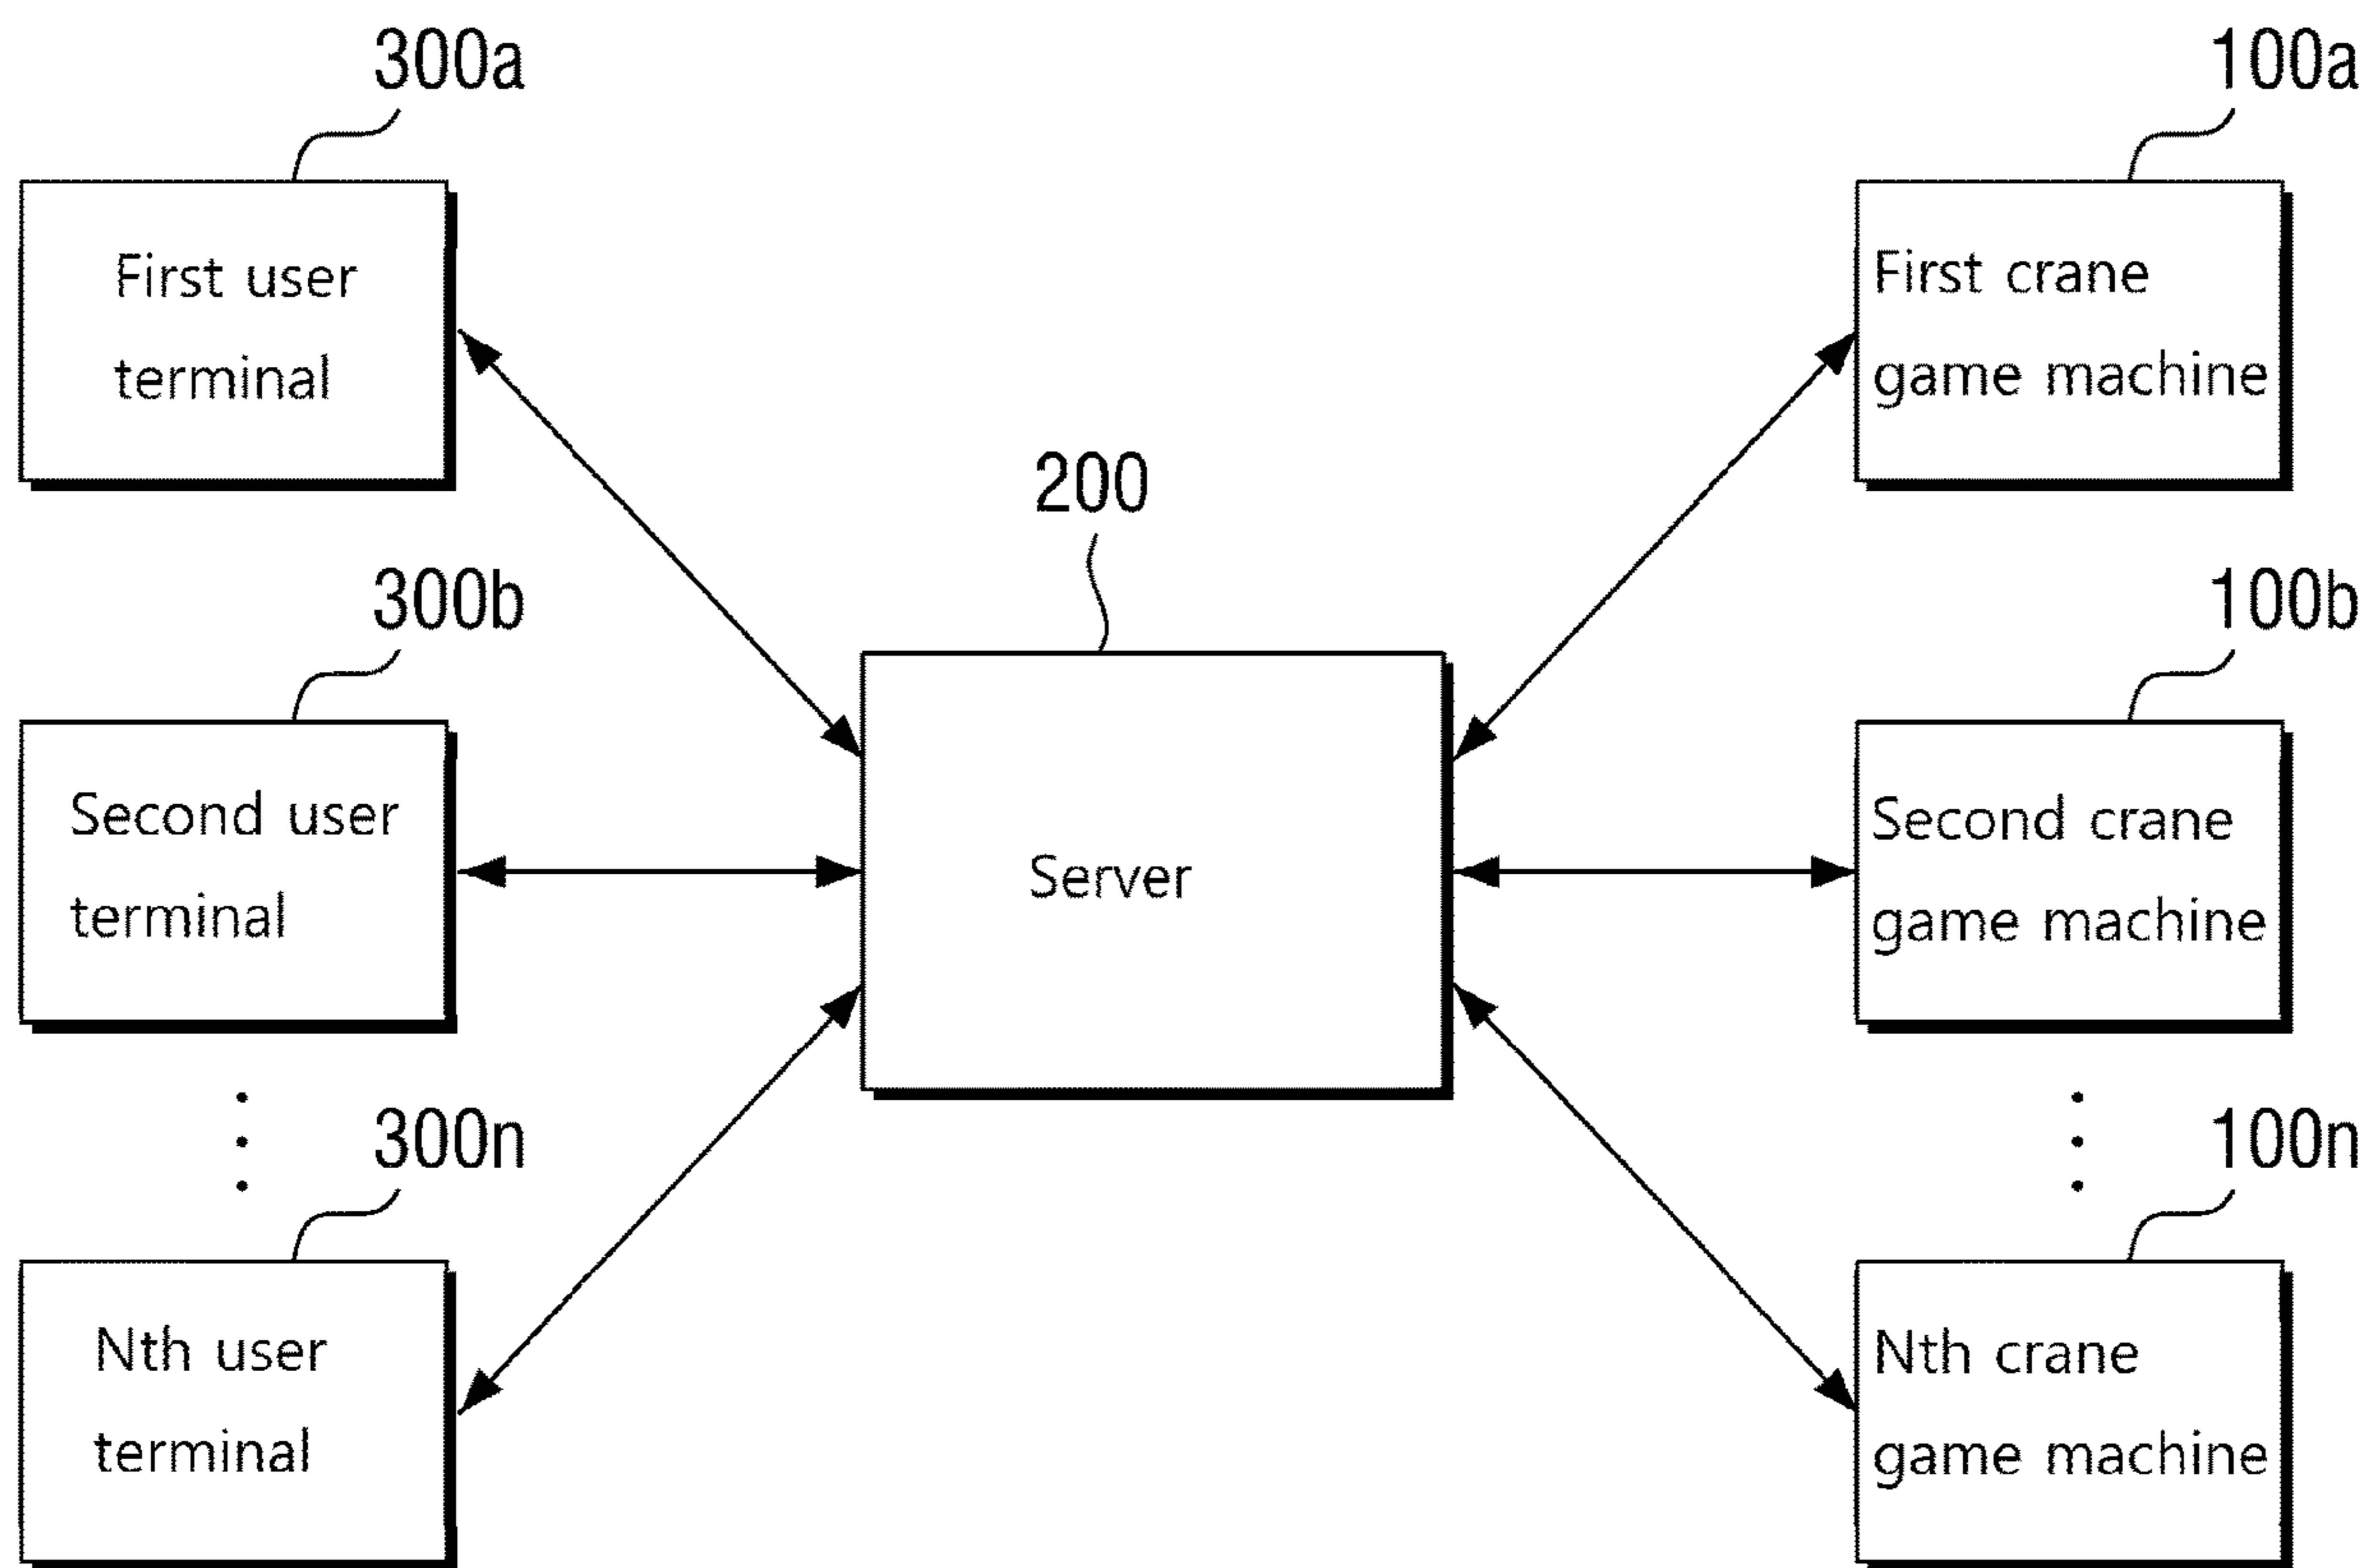 300a
First user
terminal
300b
Second user
terminal
300n
Nth user
terminal
200
Server
100a
First crane
game machine
100b
Second crane
game machine
100n
Nth crane
game machine